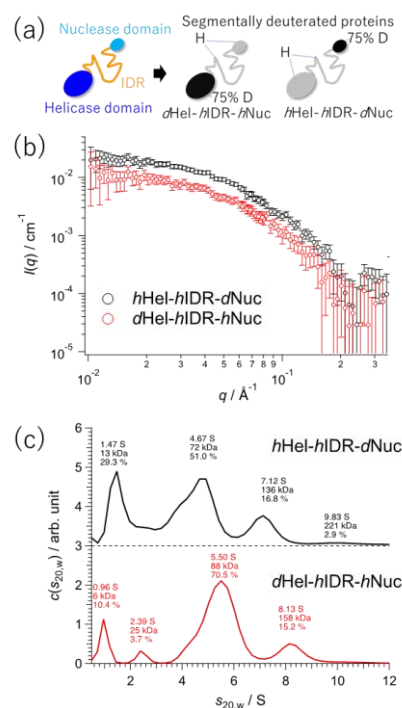 (a)
Nuclease domain
IDR
Helicase domain
Segmentally deuterated proteins
H
75% D
dHel-hIDR-hNuc
H
75% D
hHel-hIDR-dNuc
(b)
I(q) / cm⁻¹
10⁻²
10⁻³
10⁻⁴
10⁻⁵
hHel-hIDR-dNuc
dHel-hIDR-hNuc
10⁻² 2 3 4 5 6 7 8 9 10⁻¹ 2 3
q / Å⁻¹
(c)
c(s20,w) / arb. unit
6
5
4
3
2
1
0
hHel-hIDR-dNuc
1.47 S
13 kDa
29.3 %
4.67 S
72 kDa
51.0 %
7.12 S
136 kDa
16.8 %
9.83 S
221 kDa
2.9 %
dHel-hIDR-hNuc
0.96 S
6 kDa
10.4 %
2.39 S
25 kDa
3.7 %
5.50 S
88 kDa
70.5 %
8.13 S
158 kDa
15.2 %
2 4 6 8 10 12
s20,w / S